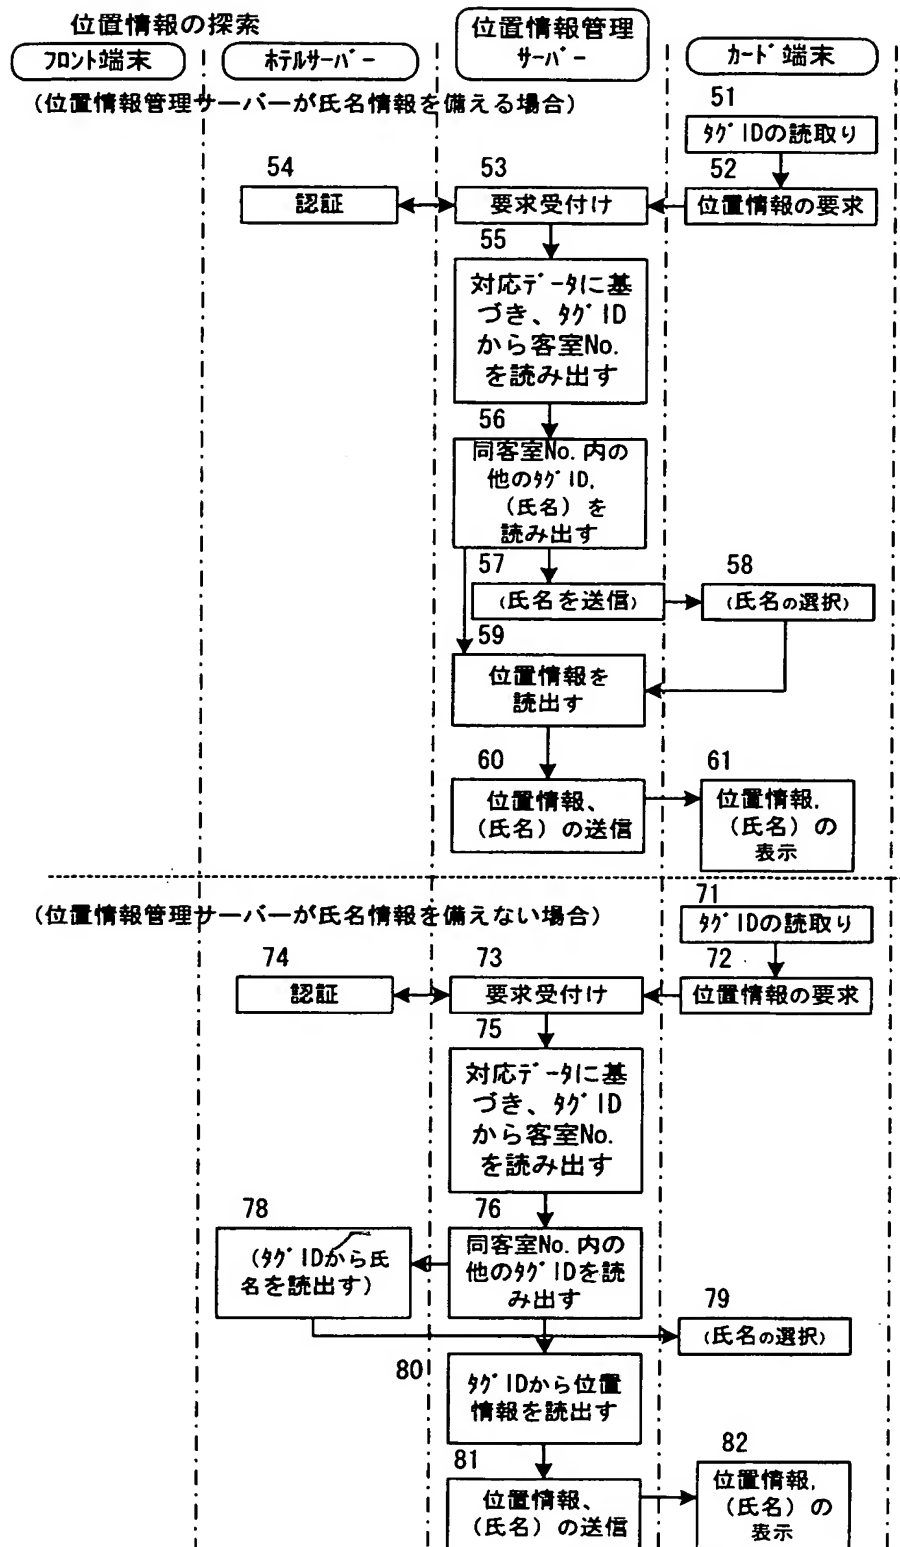 位置情報の探索
フロント端末
ホテルサーバー
位置情報管理
サーバー
カード端末
(位置情報管理サーバーが氏名情報を備える場合)
51
タグIDの読取り
52
位置情報の要求
53
要求受付け
54
認証
55
対応データに基
づき、タグID
から客室No.
を読み出す
56
同客室No.内の
他のタグID,
(氏名)を
読み出す
57
(氏名を送信)
58
(氏名の選択)
59
位置情報を
読出す
60
位置情報、
(氏名)の送信
61
位置情報,
(氏名)の
表示
(位置情報管理サーバーが氏名情報を備えない場合)
71
タグIDの読取り
72
位置情報の要求
73
要求受付け
74
認証
75
対応データに基
づき、タグID
から客室No.
を読み出す
76
同客室No.内の
他のタグIDを読
み出す
78
(タグIDから氏
名を読出す)
79
(氏名の選択)
80
タグIDから位置
情報を読出す
81
位置情報、
(氏名)の送信
82
位置情報,
(氏名)の
表示